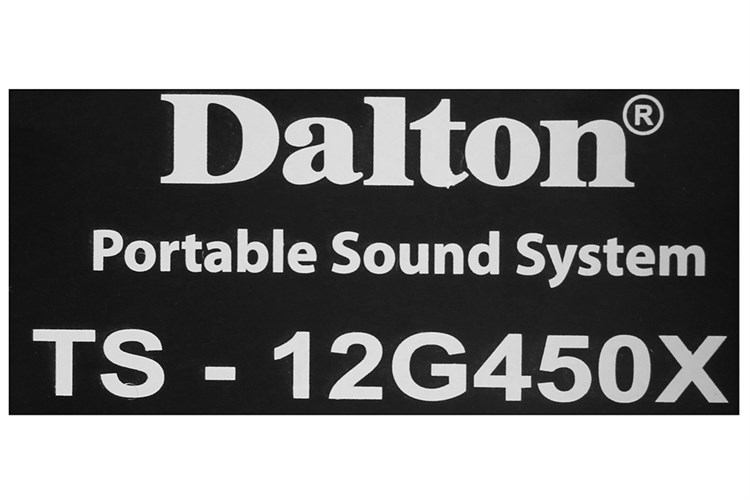 Dalton®
Portable Sound System
TS - 12G450X